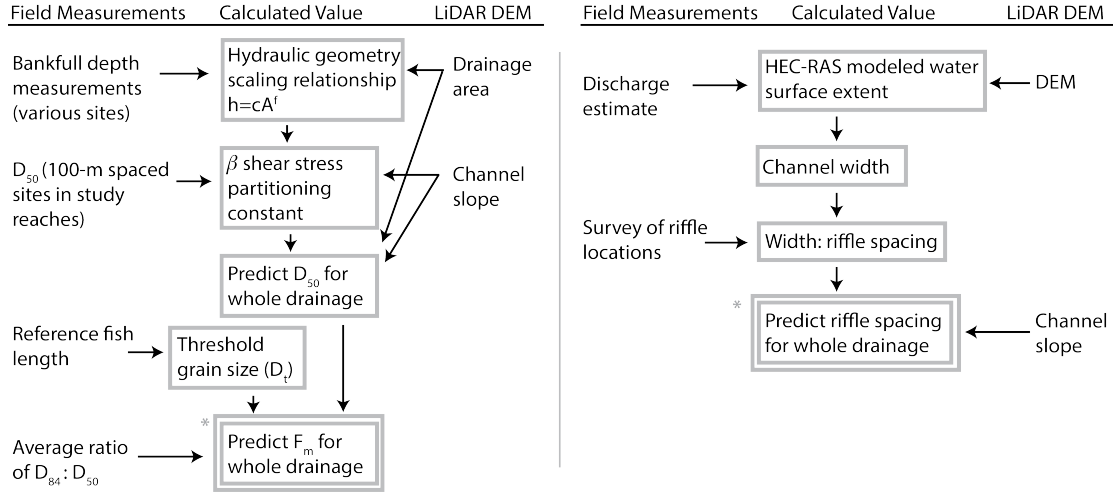 Field Measurements Calculated Value LiDAR DEM
Bankfull depth
measurements
(various sites)
Hydraulic geometry
scaling relationship
h=cAᶠ
Drainage
area
D₅₀ (100-m spaced
sites in study
reaches)
β shear stress
partitioning
constant
Channel
slope
Predict D₅₀ for
whole drainage
Reference fish
length
Threshold
grain size (Dₜ)
*
Average ratio
of D₈₄: D₅₀
Predict Fₘ for
whole drainage
Field Measurements Calculated Value LiDAR DEM
Discharge
estimate
HEC-RAS modeled water
surface extent
DEM
Channel width
Survey of riffle
locations
Width: riffle spacing
*
Predict riffle spacing
for whole drainage
Channel
slope